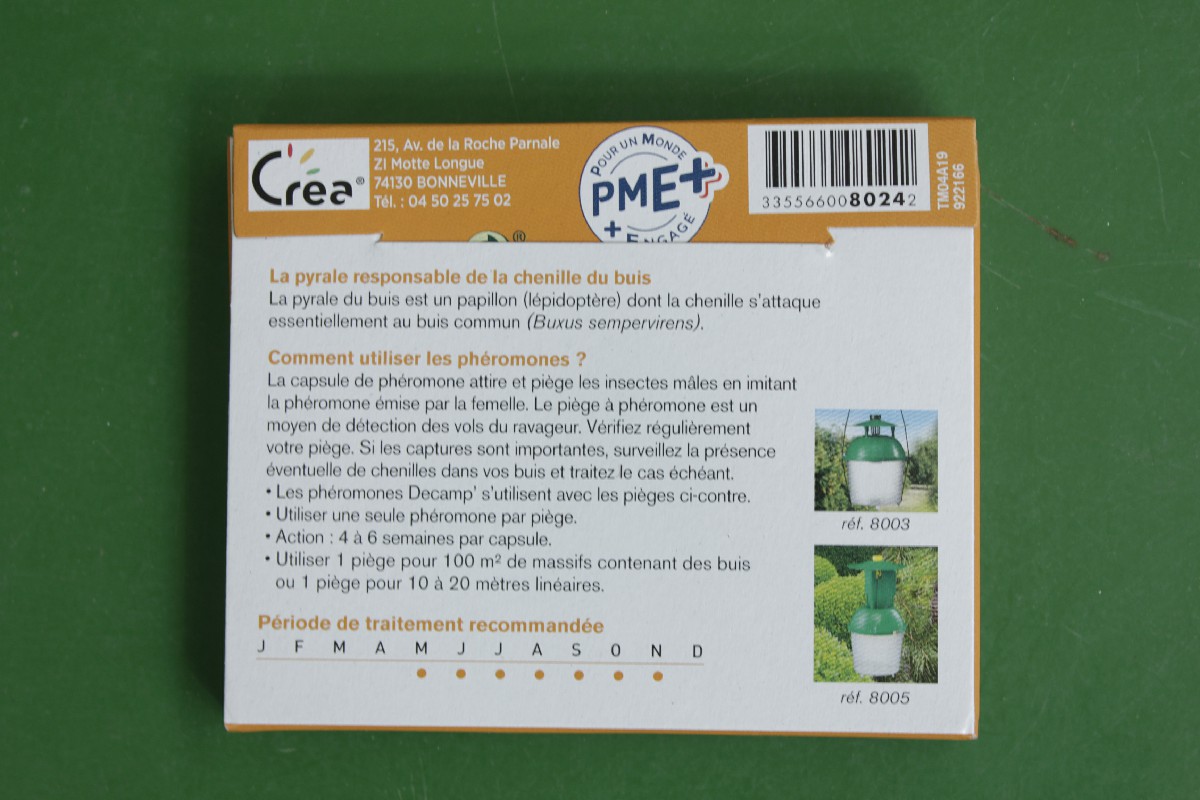 Créa®
215, Av. de la Roche Parnale
ZI Motte Longue
74130 BONNEVILLE
Tél. : 04 50 25 75 02
POUR UN MONDE
PME+
+ ENGAGÉ
®
3355660080242
TM04A19
922166
La pyrale responsable de la chenille du buis
La pyrale du buis est un papillon (lépidoptère) dont la chenille s'attaque
essentiellement au buis commun (Buxus sempervirens).
Comment utiliser les phéromones ?
La capsule de phéromone attire et piège les insectes mâles en imitant
la phéromone émise par la femelle. Le piège à phéromone est un
moyen de détection des vols du ravageur. Vérifiez régulièrement
votre piège. Si les captures sont importantes, surveillez la présence
éventuelle de chenilles dans vos buis et traitez le cas échéant.
• Les phéromones Decamp' s'utilisent avec les pièges ci-contre.
• Utiliser une seule phéromone par piège.
• Action : 4 à 6 semaines par capsule.
• Utiliser 1 piège pour 100 m² de massifs contenant des buis
ou 1 piège pour 10 à 20 mètres linéaires.
réf. 8003
Période de traitement recommandée
J F M A M J J A S O N D
réf. 8005